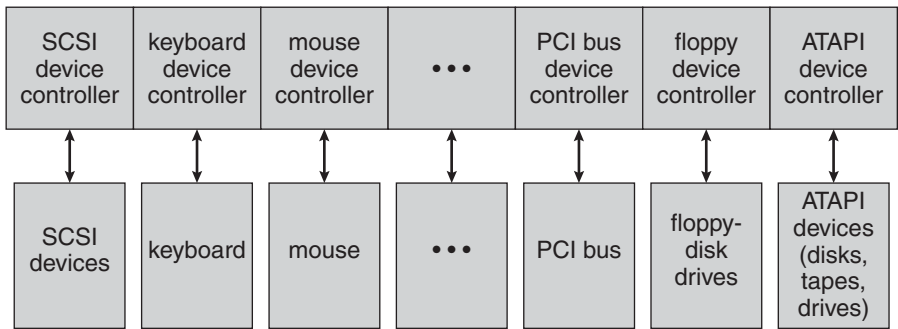 SCSI
device
controller
keyboard
device
controller
mouse
device
controller
•••
PCI bus
device
controller
floppy
device
controller
ATAPI
device
controller
SCSI
devices
keyboard
mouse
•••
PCI bus
floppy-
disk
drives
ATAPI
devices
(disks,
tapes,
drives)